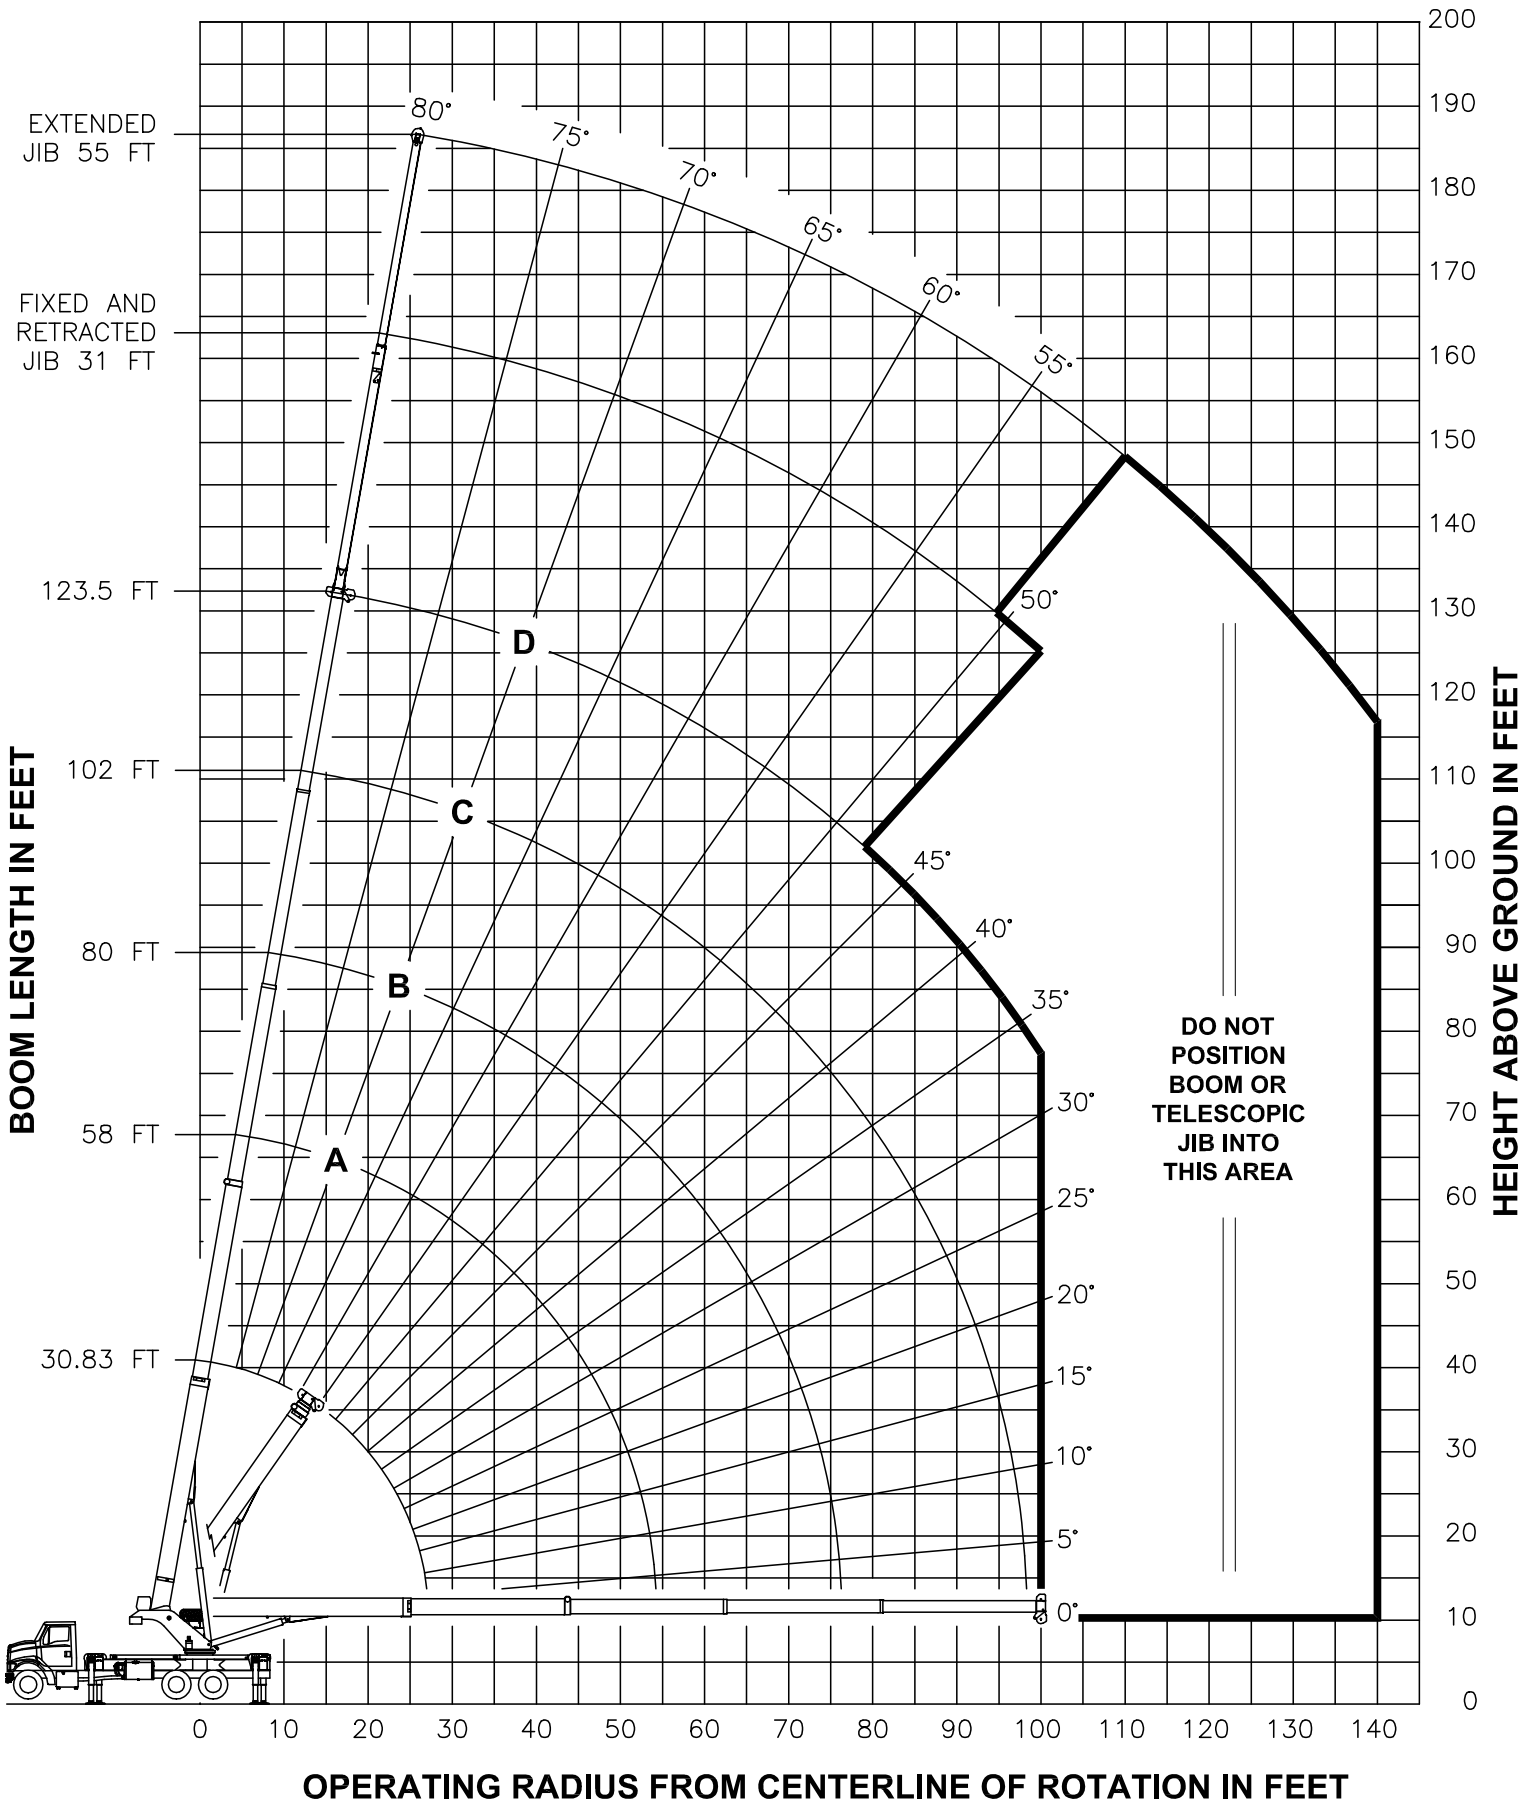 200
80°
190
EXTENDED
JIB 55 FT
75°
70°
180
65°
170
60°
FIXED AND
RETRACTED
JIB 31 FT
55°
160
150
140
123.5 FT
50°
130
D
120
102 FT
110
C
45°
100
40°
80 FT
90
B
35°
80
DO NOT
POSITION
BOOM OR
TELESCOPIC
JIB INTO
THIS AREA
30°
70
58 FT
A
25°
60
20°
50
30.83 FT
15°
40
10°
30
5°
20
0°
10
0
BOOM LENGTH IN FEET
HEIGHT ABOVE GROUND IN FEET
0 10 20 30 40 50 60 70 80 90 100 110 120 130 140
OPERATING RADIUS FROM CENTERLINE OF ROTATION IN FEET